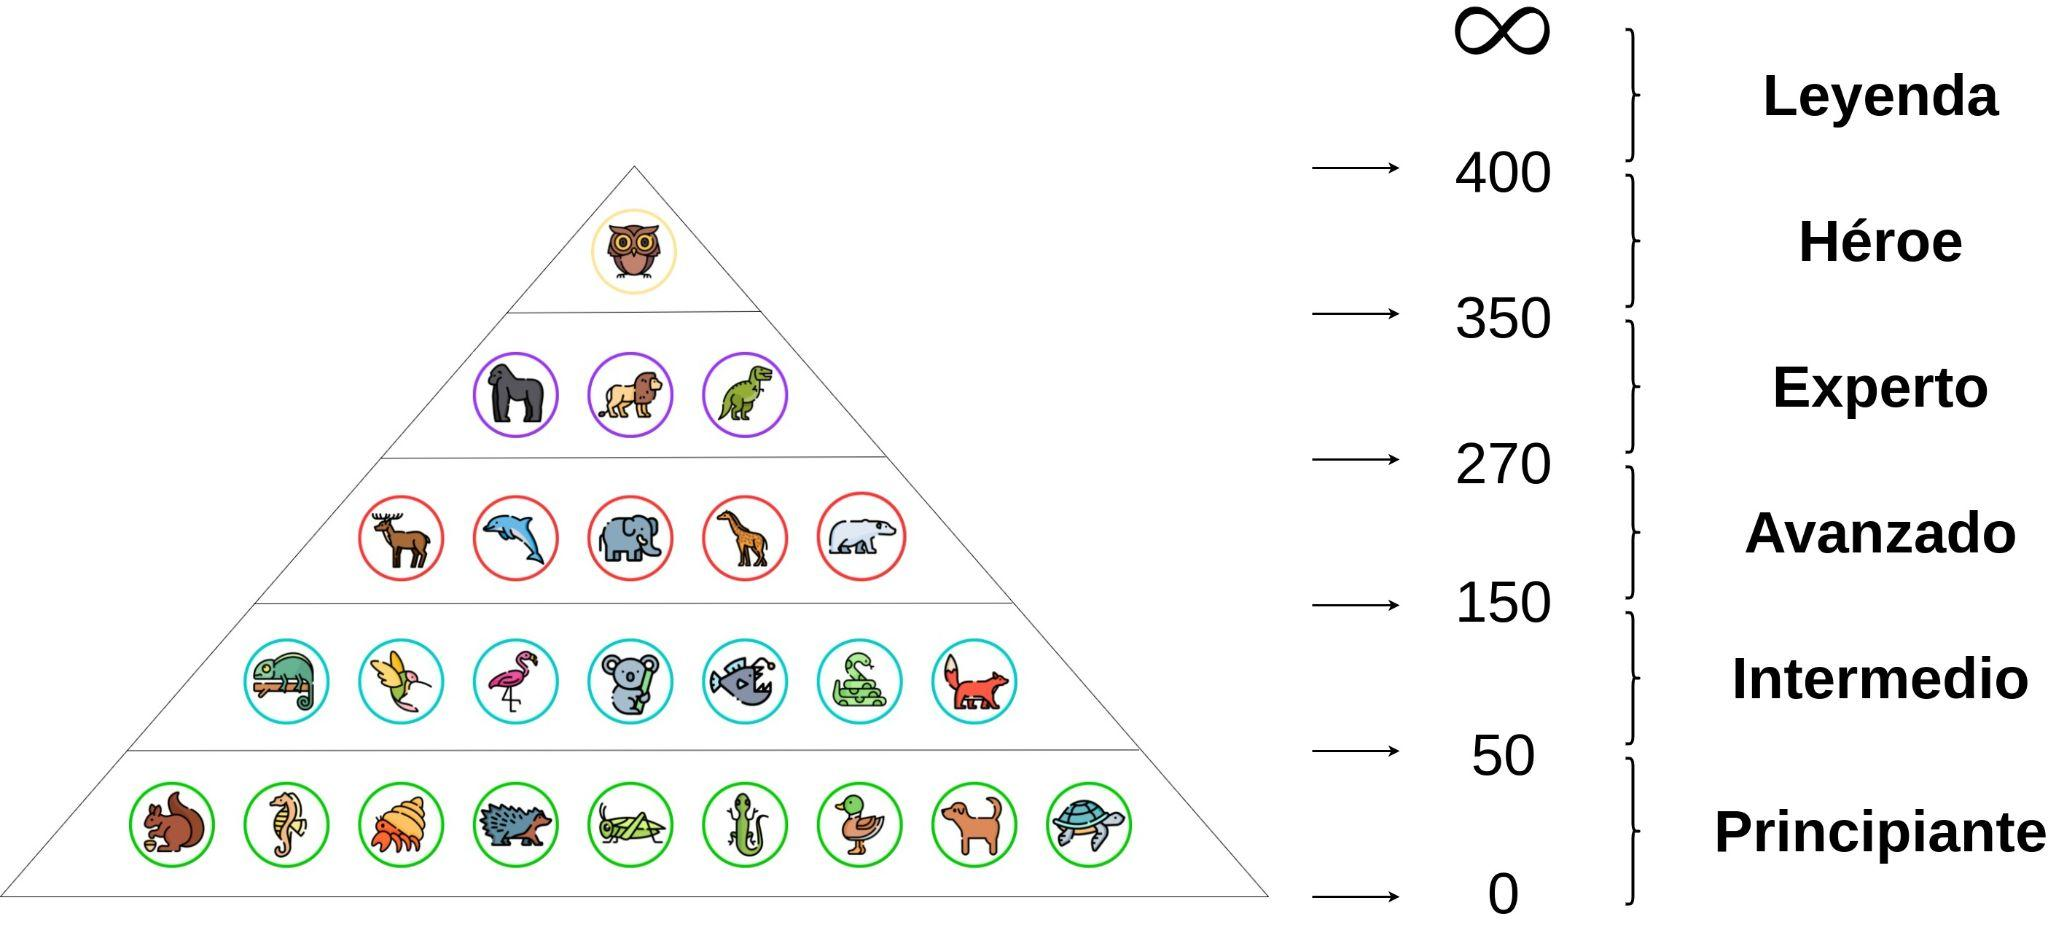 ∞
Leyenda
400
Héroe
350
Experto
270
Avanzado
150
Intermedio
50
Principiante
0